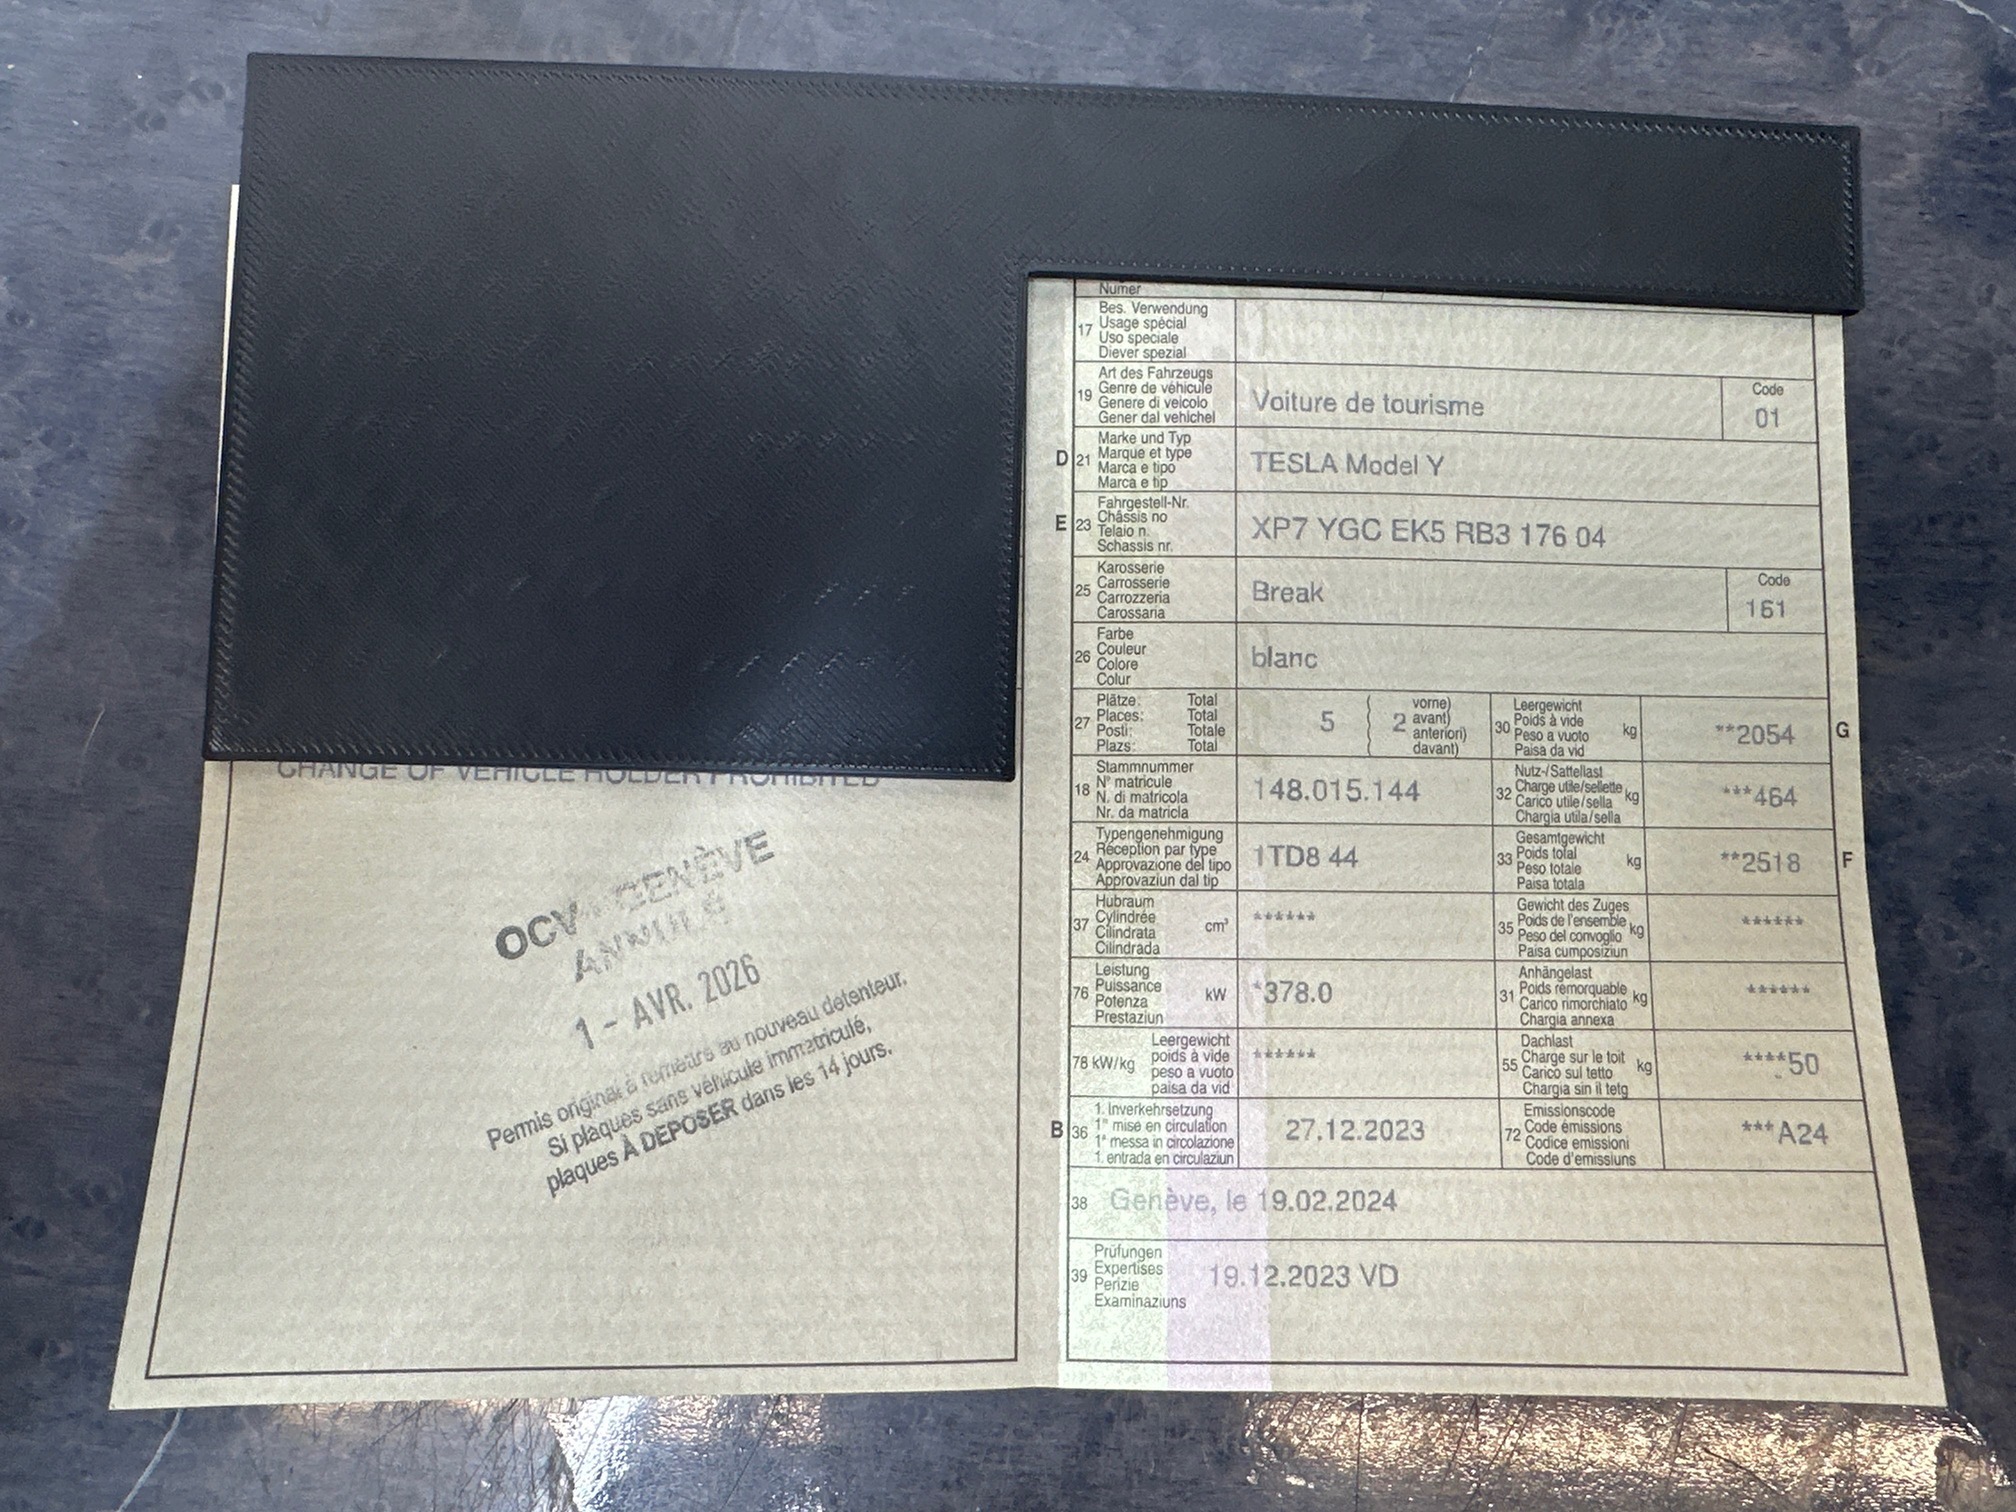 CHANGE OF VEHICLE HOLDER PROHIBITED
OCV - GENÈVE
ANNULÉ
1 - AVR. 2026
Permis original à remettre au nouveau détenteur.
Si plaques sans véhicule immatriculé,
plaques À DEPOSER dans les 14 jours.
Numer
17
Bes. Verwendung
Usage spécial
Uso speciale
Diever spezial
19
Art des Fahrzeugs
Genre de véhicule
Genere di veicolo
Gener dal vehichel
Voiture de tourisme
Code
01
D 21
Marke und Typ
Marque et type
Marca e tipo
Marca e tip
TESLA Model Y
E 23
Fahrgestell-Nr.
Châssis no
Telaio n.
Schassis nr.
XP7 YGC EK5 RB3 176 04
25
Karosserie
Carrosserie
Carrozzeria
Carossaria
Break
Code
161
26
Farbe
Couleur
Colore
Colur
blanc
27
Plätze: Total
Places: Total
Posti: Totale
Plazs: Total
5 ( 2
vorne)
avant)
anteriori)
davant)
30
Leergewicht
Poids à vide kg
Peso a vuoto
Paisa da vid
**2054 G
18
Stammnummer
N° matricule
N. di matricola
Nr. da matricla
148.015.144
32
Nutz-/Sattellast
Charge utile/sellette kg
Carico utile/sella
Chargia utila/sella
***464
24
Typengenehmigung
Réception par type
Approvazione del tipo
Approvaziun dal tip
1TD8 44
33
Gesamtgewicht
Poids total kg
Peso totale
Paisa totala
**2518 F
37
Hubraum
Cylindrée cm³
Cilindrata
Cilindrada
******
35
Gewicht des Zuges
Poids de l'ensemble kg
Peso del convoglio
Paisa cumposiziun
******
76
Leistung
Puissance kW
Potenza
Prestaziun
*378.0
31
Anhängelast
Poids remorquable kg
Carico rimorchiato
Chargia annexa
******
78 kW/kg
Leergewicht
poids à vide
peso a vuoto
paisa da vid
******
55
Dachlast
Charge sur le toit kg
Carico sul tetto
Chargia sin il tetg
****50
B 36
1. Inverkehrsetzung
1re mise en circulation
1a messa in circolazione
1. entrada en circulaziun
27.12.2023
72
Emissionscode
Code émissions
Codice emissioni
Code d'emissiuns
***A24
38 Genève, le 19.02.2024
39
Prüfungen
Expertises
Perizie
Examinaziuns
19.12.2023 VD